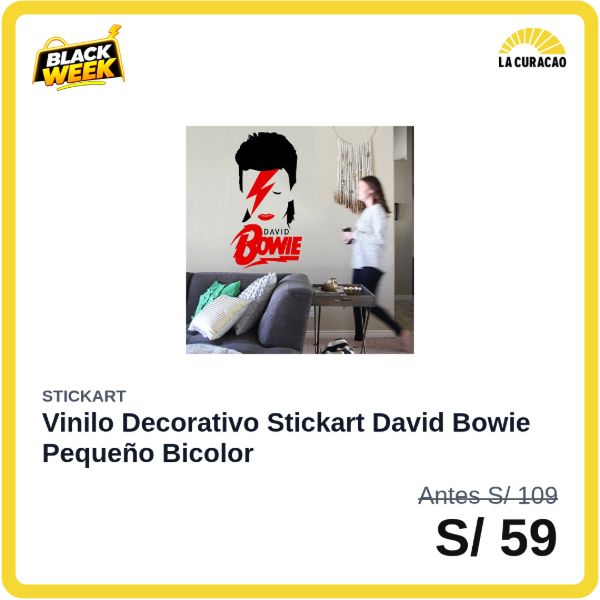 BLACK
WEEK
LA CURACAO
DAVID
BOWIE
STICKART
Vinilo Decorativo Stickart David Bowie
Pequeño Bicolor
Antes S/ 109
S/ 59